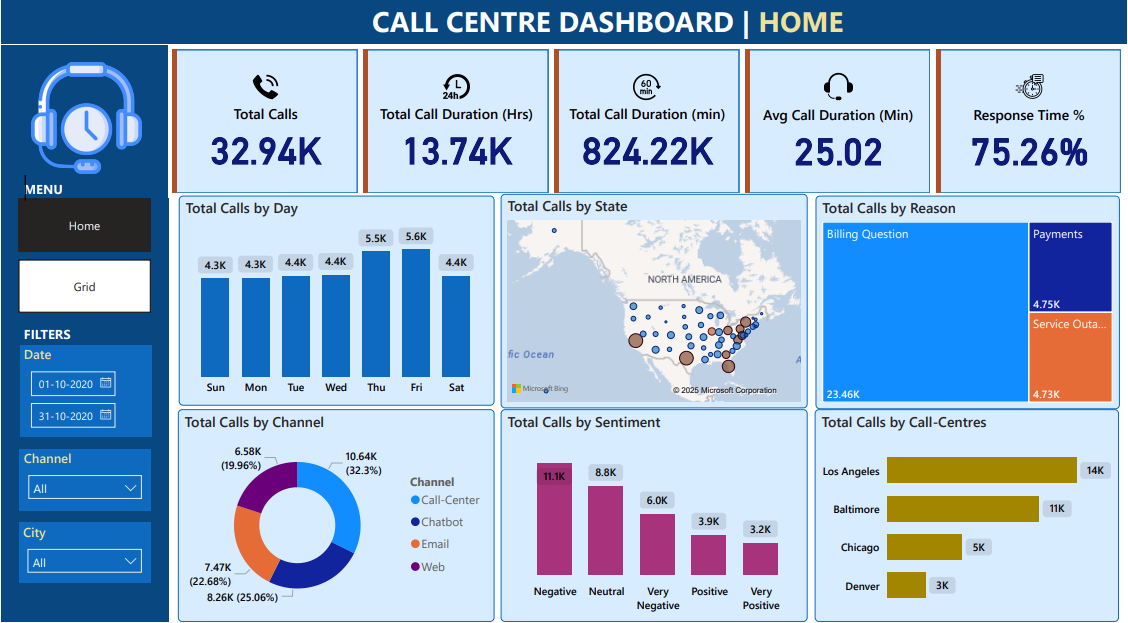 CALL CENTRE DASHBOARD | HOME
MENU
Home
Grid
FILTERS
Date
01-10-2020
31-10-2020
Channel
All
City
All
24h
60
min
Total Calls
32.94K
Total Call Duration (Hrs)
13.74K
Total Call Duration (min)
824.22K
Avg Call Duration (Min)
25.02
Response Time %
75.26%
Total Calls by Day
4.3K 4.3K 4.4K 4.4K 5.5K 5.6K 4.4K
Sun Mon Tue Wed Thu Fri Sat
Total Calls by State
NORTH AMERICA
fic Ocean
A
Microsoft Bing
© 2025 Microsoft Corporation
Total Calls by Reason
Billing Question
23.46K
Payments
4.75K
Service Outa...
4.73K
Total Calls by Channel
6.58K
(19.96%)
10.64K
(32.3%)
7.47K
(22.68%)
8.26K (25.06%)
Channel
Call-Center
Chatbot
Email
Web
Total Calls by Sentiment
11.1K 8.8K 6.0K 3.9K 3.2K
Negative Neutral Very Negative Positive Very Positive
Total Calls by Call-Centres
Los Angeles 14K
Baltimore 11K
Chicago 5K
Denver 3K